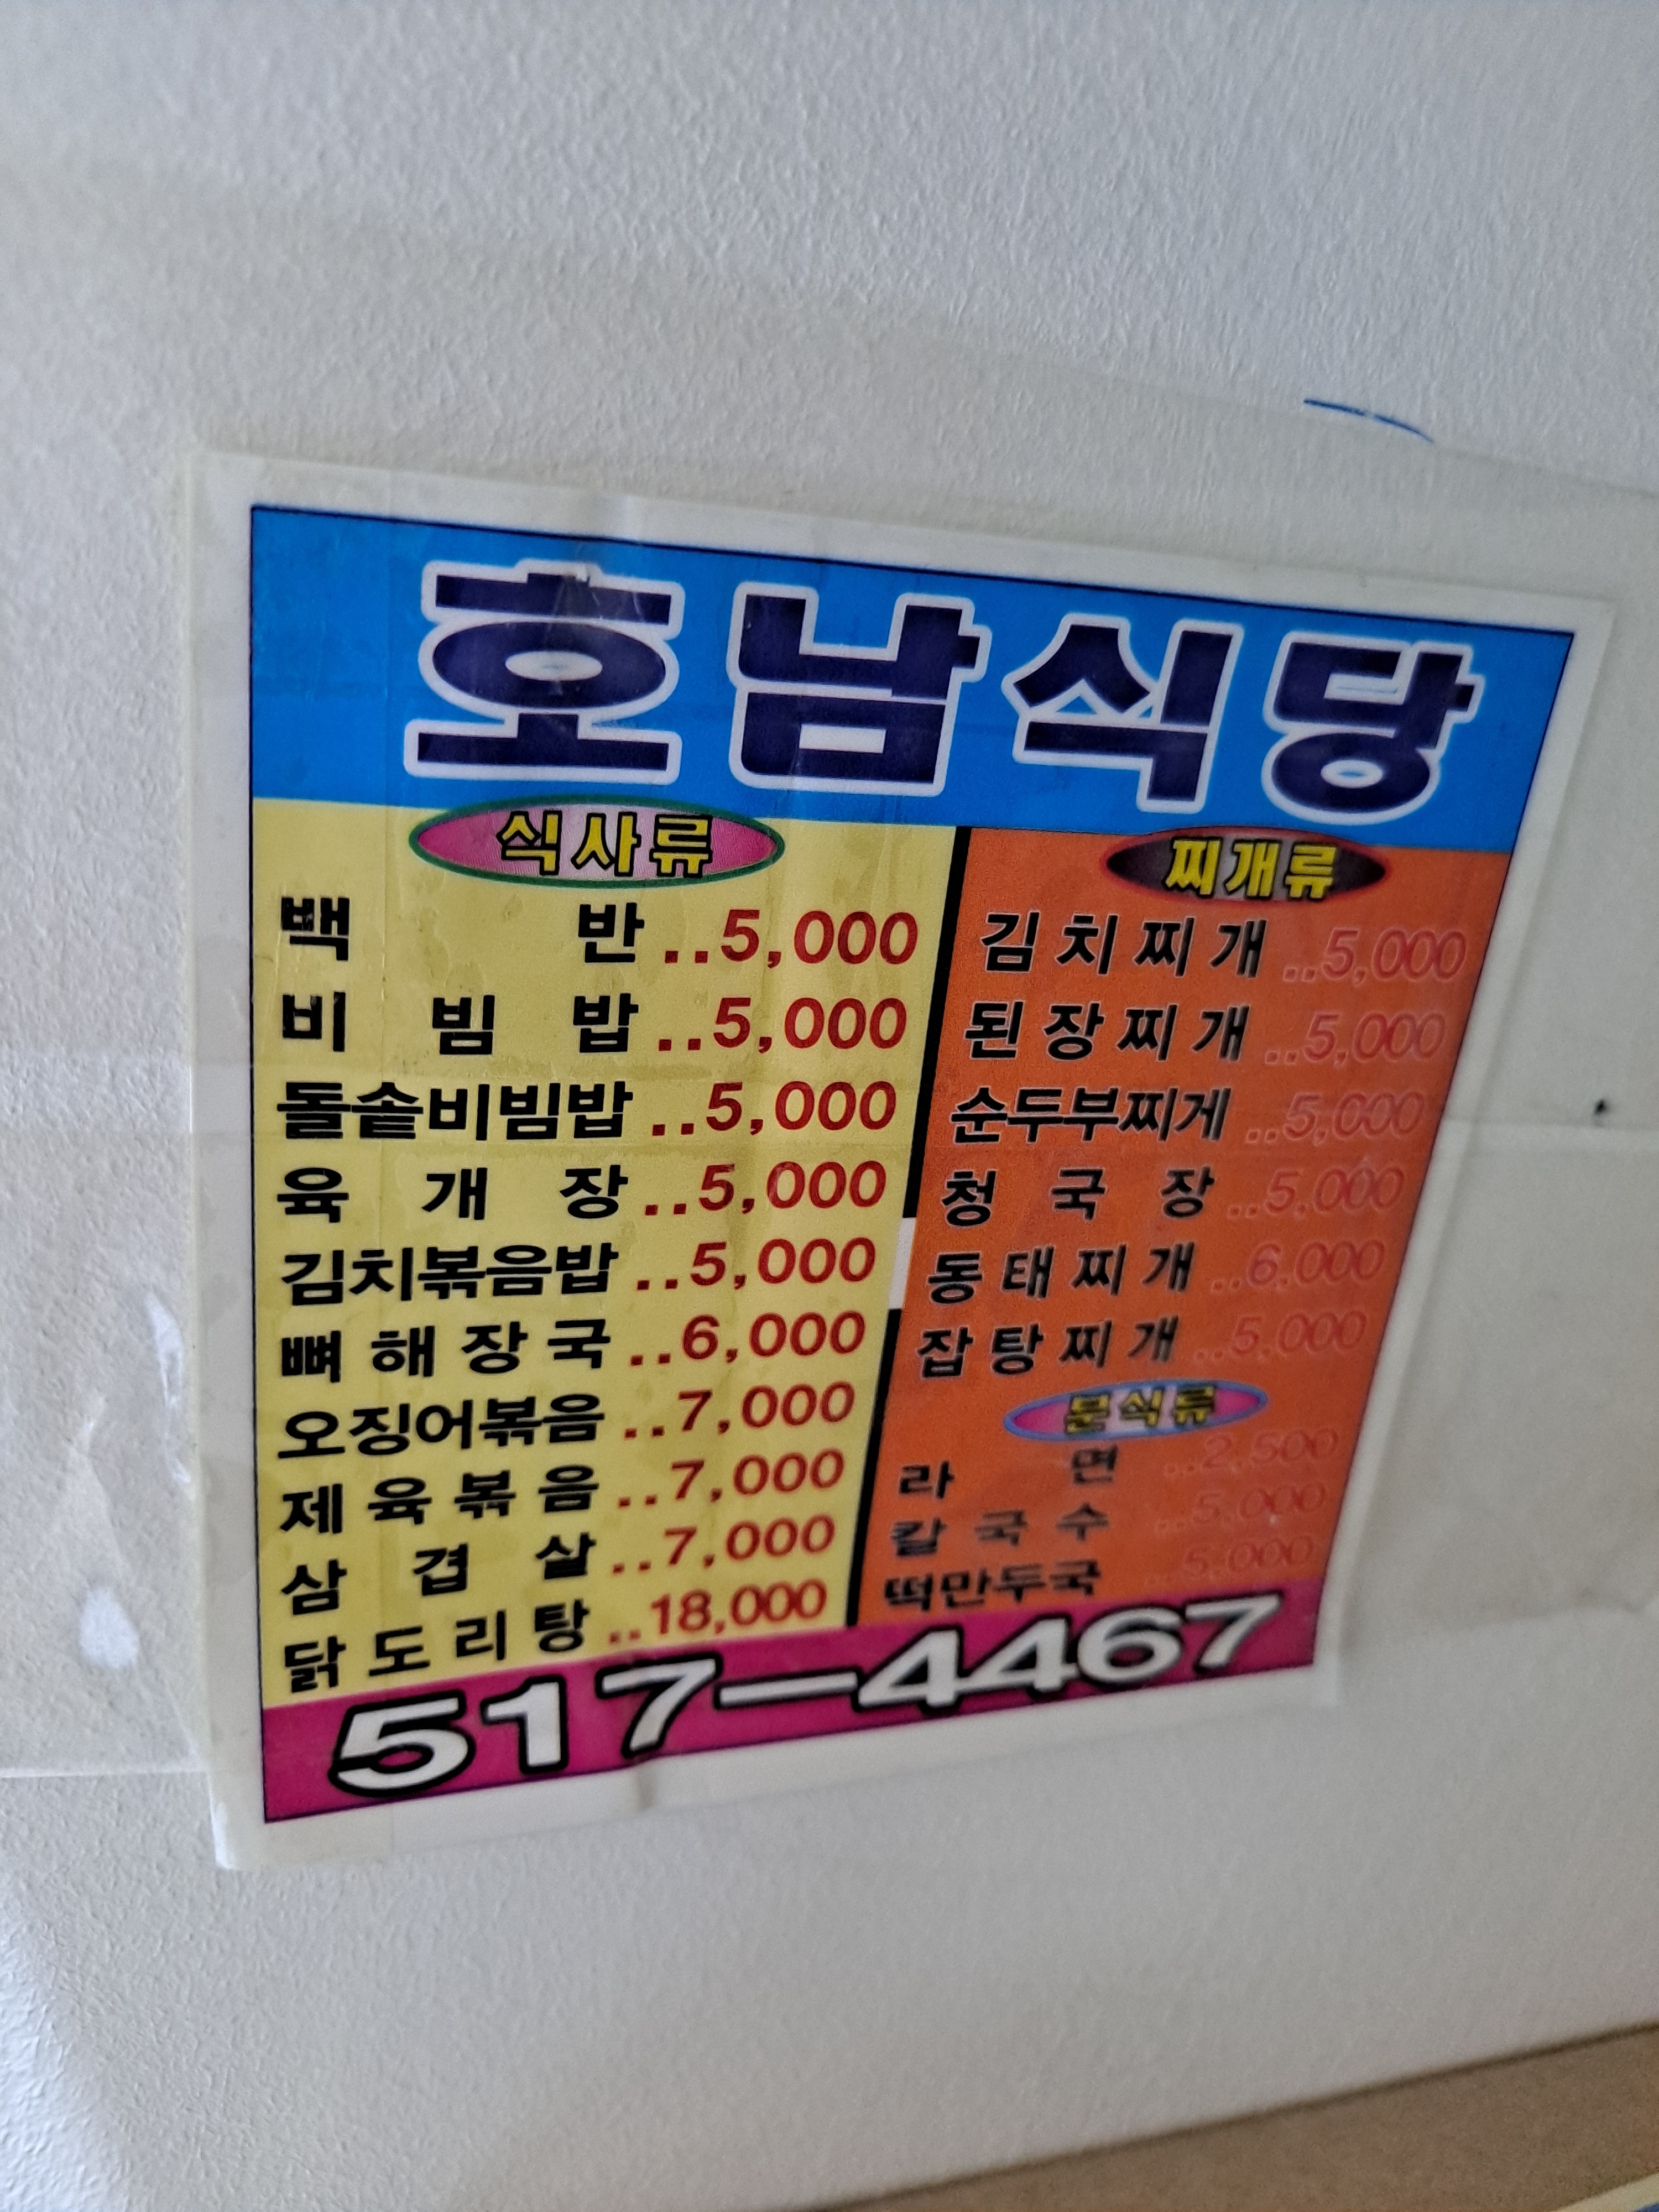 호남식당
식사류
백 반..5,000
비 빔 밥..5,000
돌솥비빔밥..5,000
육 개 장..5,000
김치볶음밥..5,000
뼈 해 장 국..6,000
오징어볶음..7,000
제 육 볶 음..7,000
삼 겹 살..7,000
닭 도 리 탕..18,000
찌개류
김 치 찌 개..5,000
된 장 찌 개..5,000
순두부찌게..5,000
청 국 장..5,000
동 태 찌 개..6,000
잡 탕 찌 개..5,000
분식류
라 면..2,500
칼 국 수..5,000
떡만두국..5,000
517-4467